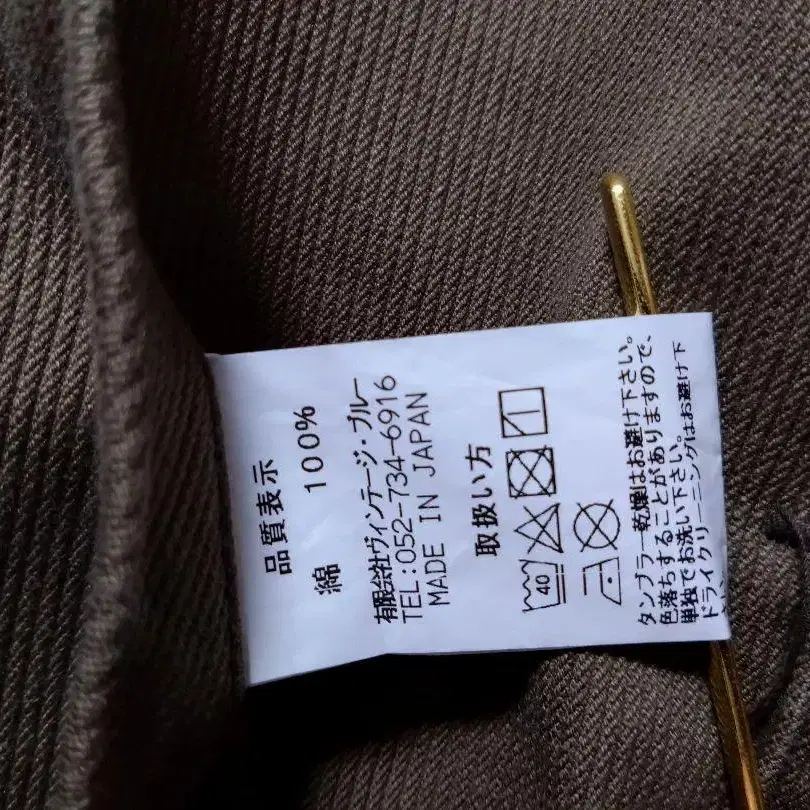 品質表示
綿 100%
有限会社ヴィンテージ・ブルー
TEL:052-734-6916
MADE IN JAPAN
取扱い方
40
タンブラー乾燥はお避け下さい。
色落ちすることがありますので、
単独でお洗い下さい。
ドライクリーニングはお避け下